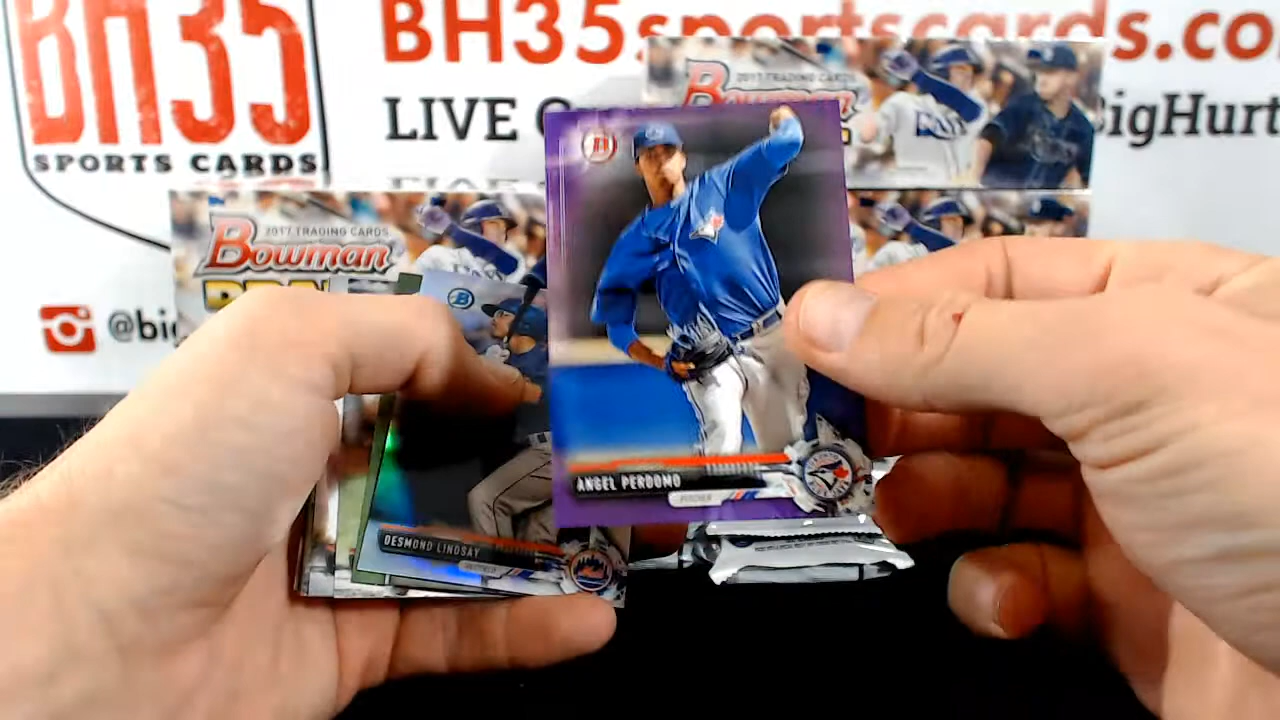 BH35
SPORTS CARDS
BH35sportscards.co
LIVE
BigHurt
@big
2017 TRADING CARDS
Bowman
2017 TRADING CARDS
Bowman
B
ANGEL PERDOMO
PITCHER
B
DESMOND LINDSAY
OUTFIELD